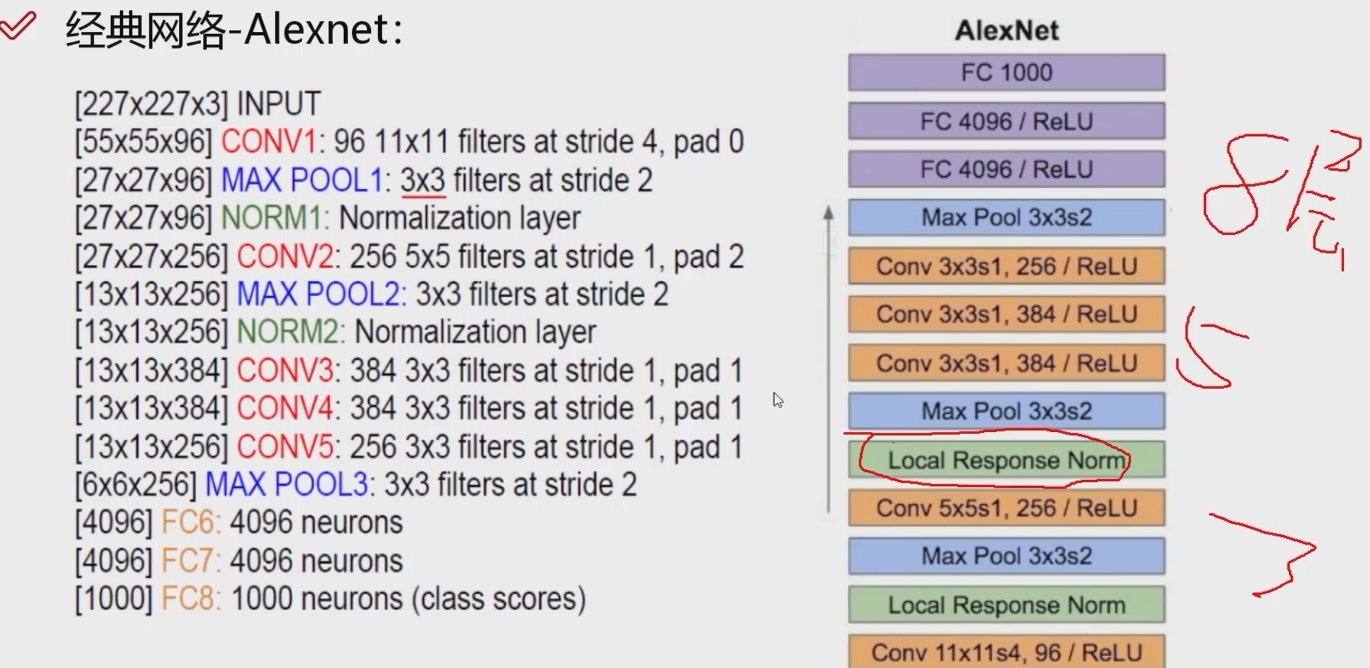 经典网络-Alexnet：
[227x227x3] INPUT
[55x55x96] CONV1: 96 11x11 filters at stride 4, pad 0
[27x27x96] MAX POOL1: 3x3 filters at stride 2
[27x27x96] NORM1: Normalization layer
[27x27x256] CONV2: 256 5x5 filters at stride 1, pad 2
[13x13x256] MAX POOL2: 3x3 filters at stride 2
[13x13x256] NORM2: Normalization layer
[13x13x384] CONV3: 384 3x3 filters at stride 1, pad 1
[13x13x384] CONV4: 384 3x3 filters at stride 1, pad 1
[13x13x256] CONV5: 256 3x3 filters at stride 1, pad 1
[6x6x256] MAX POOL3: 3x3 filters at stride 2
[4096] FC6: 4096 neurons
[4096] FC7: 4096 neurons
[1000] FC8: 1000 neurons (class scores)
AlexNet
FC 1000
FC 4096 / ReLU
FC 4096 / ReLU
Max Pool 3x3s2
Conv 3x3s1, 256 / ReLU
Conv 3x3s1, 384 / ReLU
Conv 3x3s1, 384 / ReLU
Max Pool 3x3s2
Local Response Norm
Conv 5x5s1, 256 / ReLU
Max Pool 3x3s2
Local Response Norm
Conv 11x11s4, 96 / ReLU
8层
5